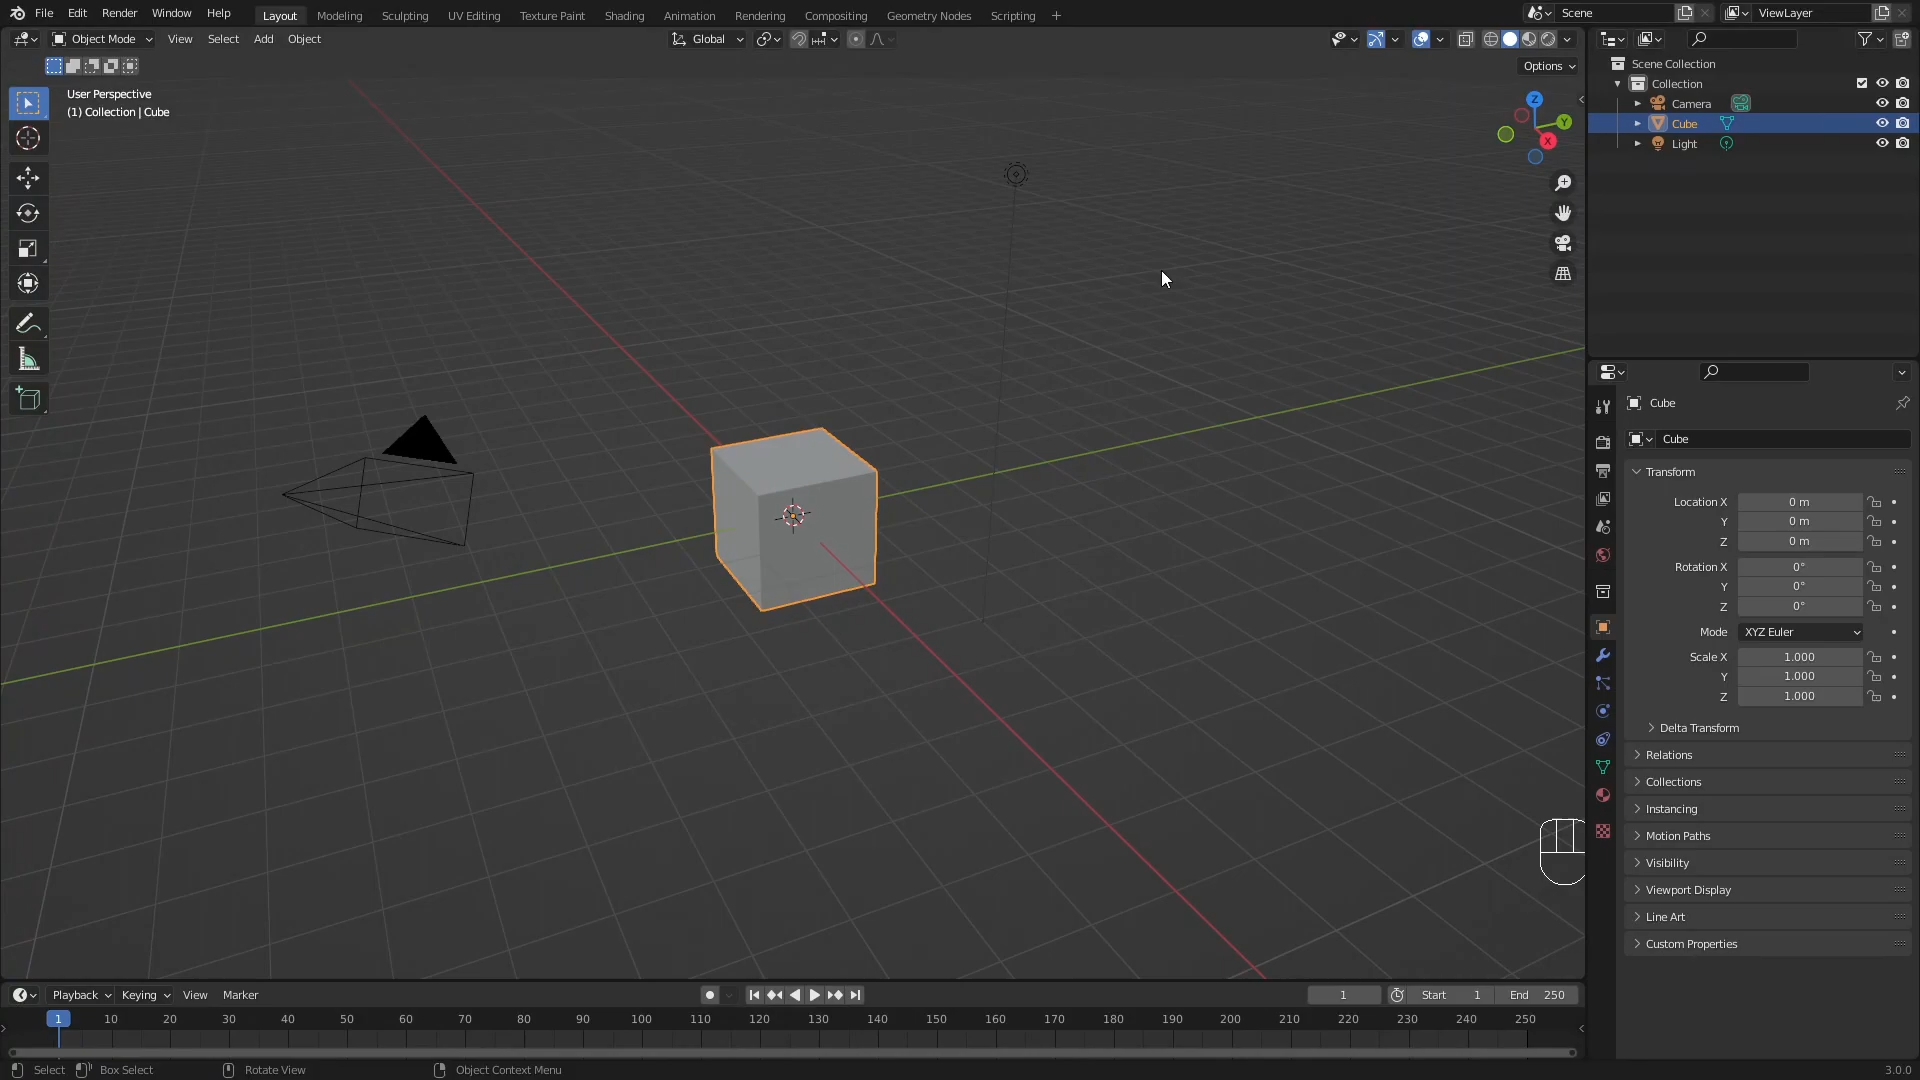 File Edit Render Window Help Layout Modeling Sculpting UV Editing Texture Paint Shading Animation Rendering Compositing Geometry Nodes Scripting + Scene ViewLayer
Object Mode View Select Add Object Global
Options
User Perspective
(1) Collection | Cube
Z
Y
X
Scene Collection
Collection
Camera
Cube
Light
Cube
Cube
Transform
Location X 0 m
Y 0 m
Z 0 m
Rotation X 0°
Y 0°
Z 0°
Mode XYZ Euler
Scale X 1.000
Y 1.000
Z 1.000
Delta Transform
Relations
Collections
Instancing
Motion Paths
Visibility
Viewport Display
Line Art
Custom Properties
Playback Keying View Marker 1 Start 1 End 250
1 10 20 30 40 50 60 70 80 90 100 110 120 130 140 150 160 170 180 190 200 210 220 230 240 250
Select Box Select Rotate View Object Context Menu 3.0.0